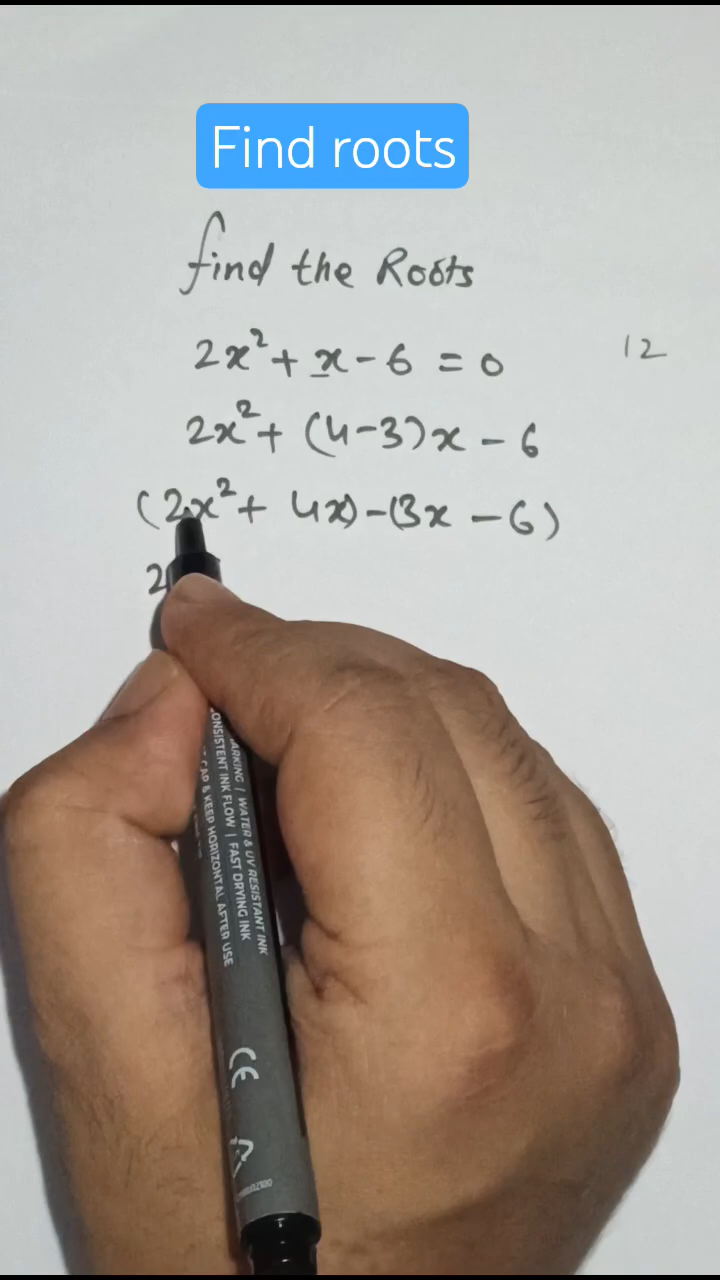 Find roots
find the Roots
2x² + x - 6 = 0
12
2x² + (4-3)x - 6
(2x² + 4x) - (3x - 6)
2
MARKING / WATER & UV RESISTANT INK
CONSISTENT INK FLOW | FAST DRYING INK
CAP & KEEP HORIZONTAL AFTER USE
CE